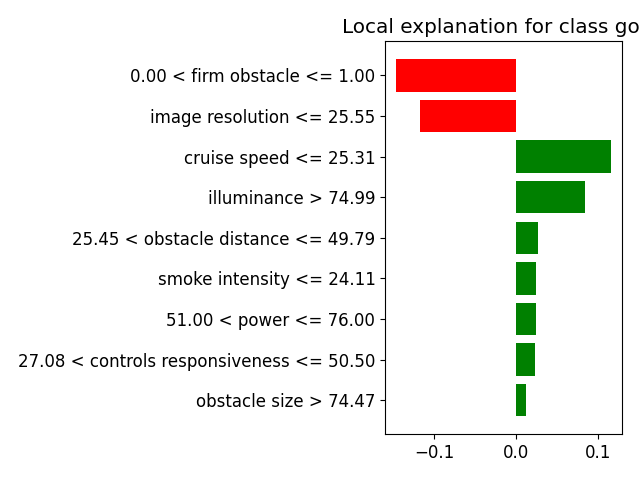 Local explanation for class go
0.00 < firm obstacle <= 1.00
image resolution <= 25.55
cruise speed <= 25.31
illuminance > 74.99
25.45 < obstacle distance <= 49.79
smoke intensity <= 24.11
51.00 < power <= 76.00
27.08 < controls responsiveness <= 50.50
obstacle size > 74.47
−0.1 0.0 0.1